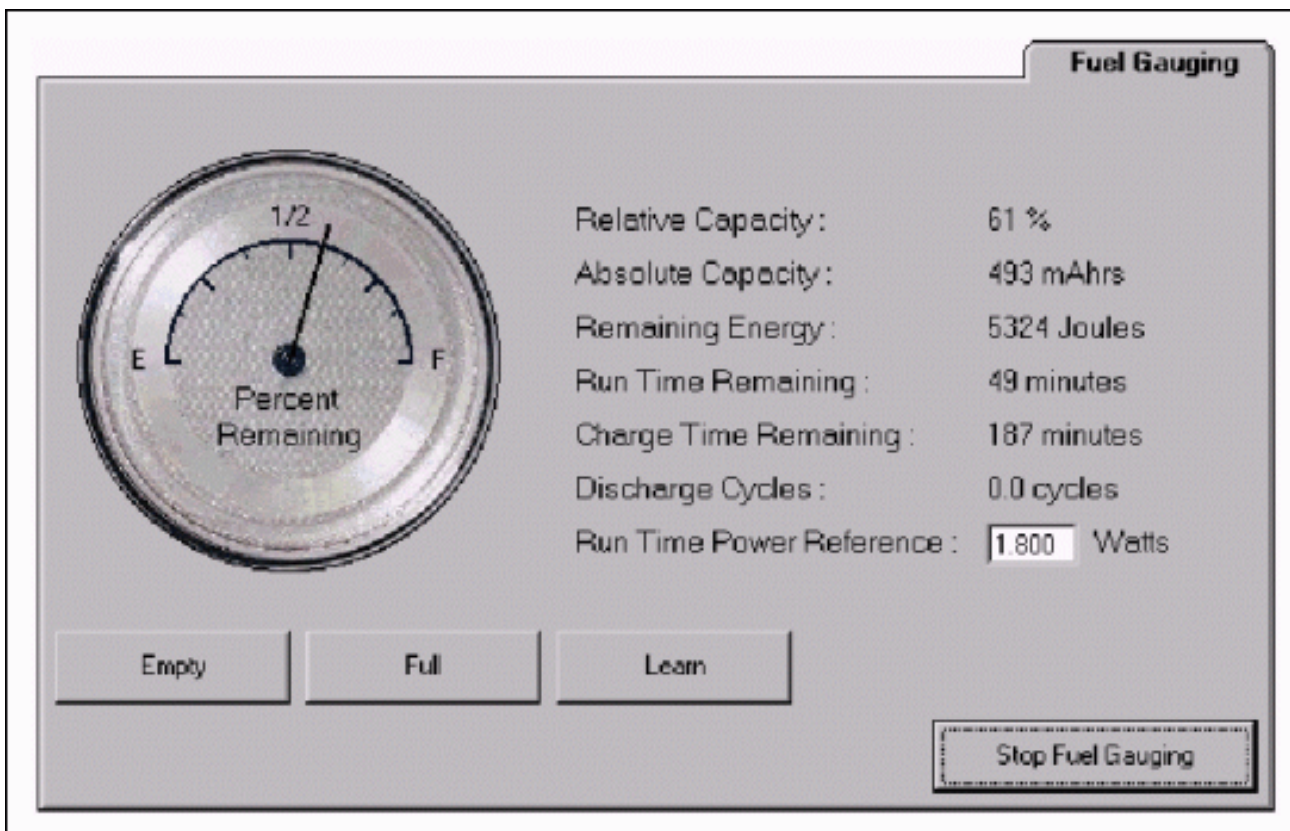 Fuel Gauging
1/2
E F
Percent
Remaining
Relative Capacity : 61 %
Absolute Capacity : 493 mAhrs
Remaining Energy : 5324 Joules
Run Time Remaining : 49 minutes
Charge Time Remaining : 187 minutes
Discharge Cycles : 0.0 cycles
Run Time Power Reference : 1.800 Watts
Empty Full Learn
Stop Fuel Gauging